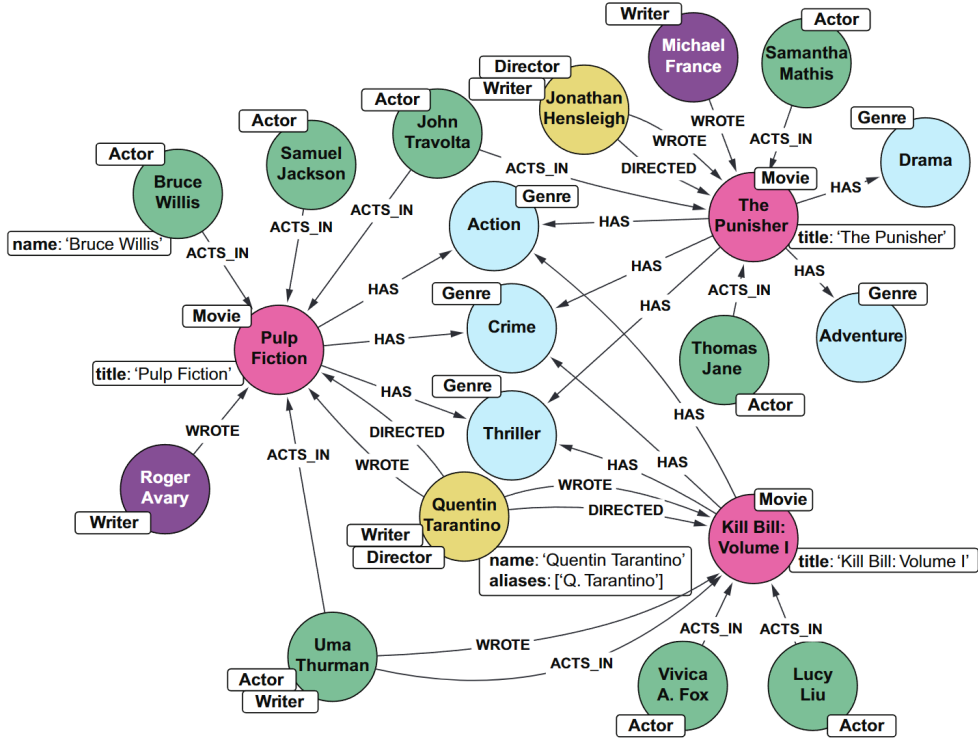 Writer
Michael
France
Actor
Samantha
Mathis
Director
Writer
Jonathan
Hensleigh
Actor
John
Travolta
Actor
Samuel
Jackson
Actor
Bruce
Willis
name: ‘Bruce Willis’
WROTE
ACTS_IN
WROTE
DIRECTED
ACTS_IN
Genre
Drama
HAS
Movie
The
Punisher
title: ‘The Punisher’
Genre
Action
HAS
ACTS_IN
ACTS_IN
ACTS_IN
HAS
HAS
HAS
HAS
Genre
Adventure
ACTS_IN
Thomas
Jane
Actor
Genre
Crime
HAS
Movie
Pulp
Fiction
title: ‘Pulp Fiction’
HAS
Genre
Thriller
HAS
DIRECTED
WROTE
WROTE
ACTS_IN
Roger
Avary
Writer
HAS
HAS
WROTE
DIRECTED
Quentin
Tarantino
Writer
Director
name: ‘Quentin Tarantino’
aliases: [‘Q. Tarantino’]
Movie
Kill Bill:
Volume I
title: ‘Kill Bill: Volume I’
Uma
Thurman
Actor
Writer
WROTE
ACTS_IN
ACTS_IN
ACTS_IN
Vivica
A. Fox
Actor
Lucy
Liu
Actor